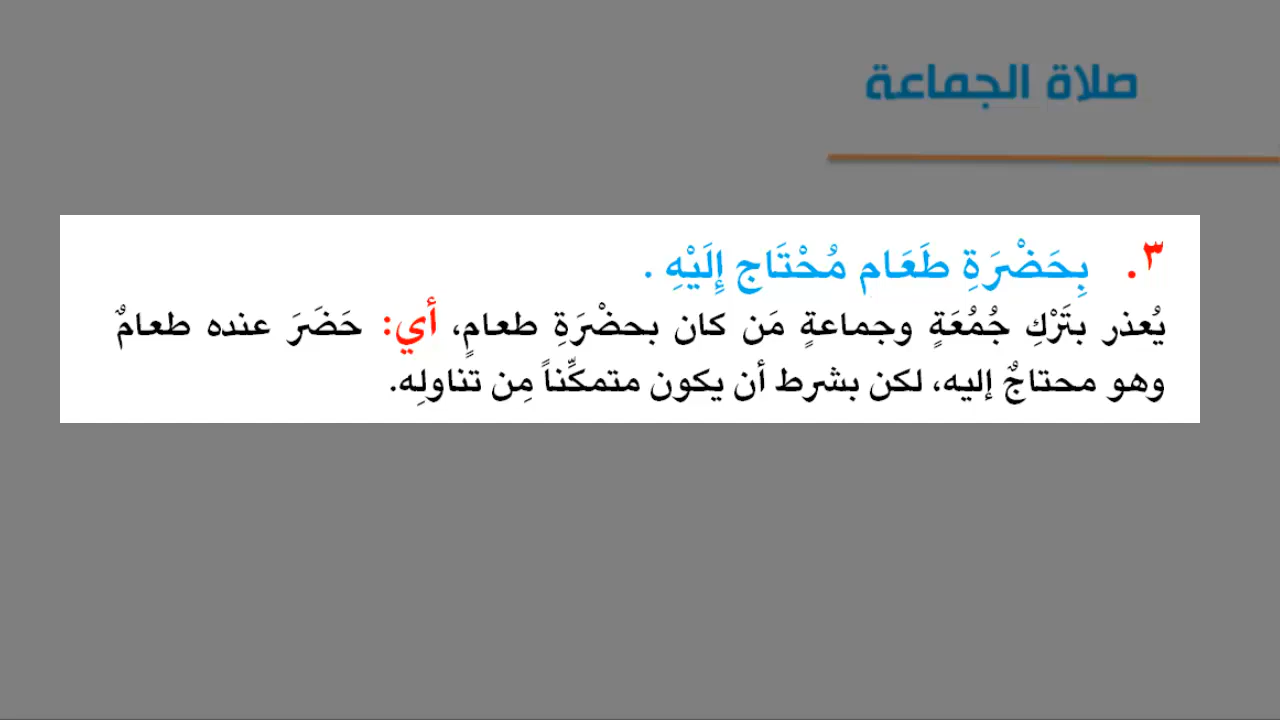 صلاة الجماعة
٣. بِحَضْرَةِ طَعَام مُحْتَاج إِلَيْهِ .
يُعذر بتَرْكِ جُمُعَةٍ وجماعةٍ مَن كان بحضْرَةِ طعامٍ، أي: حَضَرَ عنده طعامٌ
وهو محتاجٌ إليه، لكن بشرط أن يكون متمكِّناً مِن تناولِه.